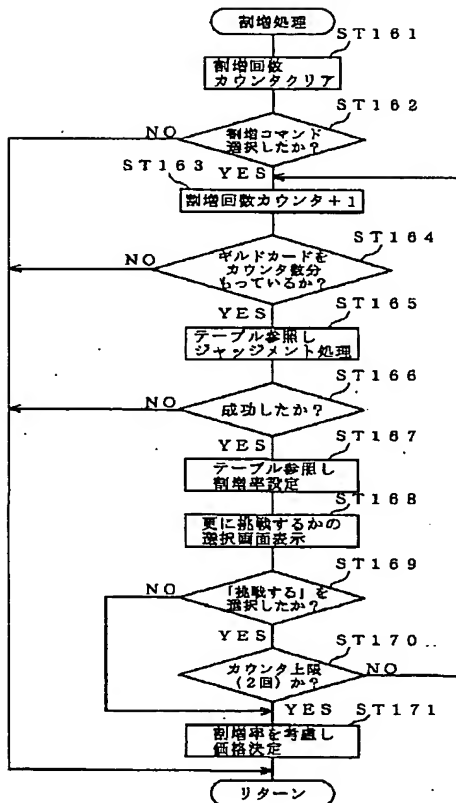 割増処理
ST161
割増回数
カウンタクリア
ST162
NO
割増コマンド
選択したか?
ST163
YES
割増回数カウンタ+1
ST164
NO
ギルドカードを
カウンタ数分
もっているか?
YES
ST165
テーブル参照し
ジャッジメント処理
ST166
NO
成功したか?
YES
ST167
テーブル参照し
割増率設定
ST168
更に挑戦するかの
選択画面表示
ST169
NO
「挑戦する」を
選択したか?
YES
ST170
カウンタ上限
(2回)か?
NO
YES
ST171
割増率を考慮し
価格決定
リターン